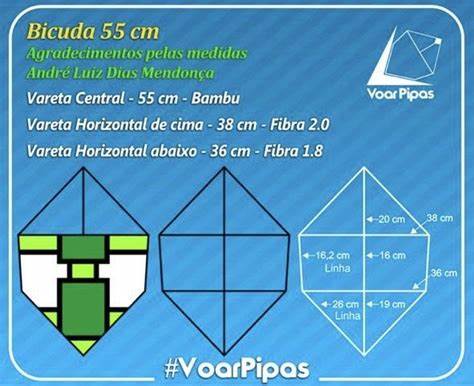 Bicuda 55 cm
Agradecimentos pelas medidas
André Luiz Dias Mendonça
Vareta Central - 55 cm - Bambu
Vareta Horizontal de cima - 38 cm - Fibra 2.0
Vareta Horizontal abaixo - 36 cm - Fibra 1.8
VoarPipas
20 cm
38 cm
16,2 cm
Linha
16 cm
36 cm
26 cm
Linha
19 cm
#VoarPipas